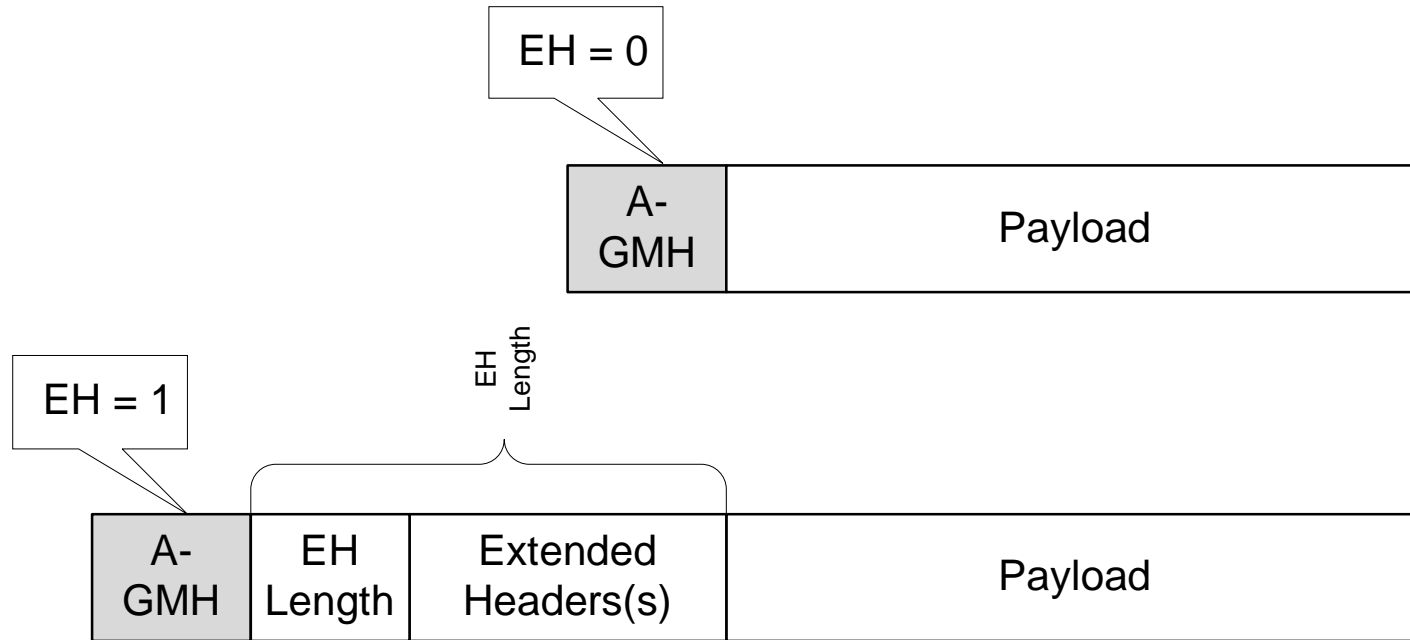 EH = 0
A-
GMH
Payload
EH
Length
EH = 1
A-
GMH
EH
Length
Extended
Headers(s)
Payload